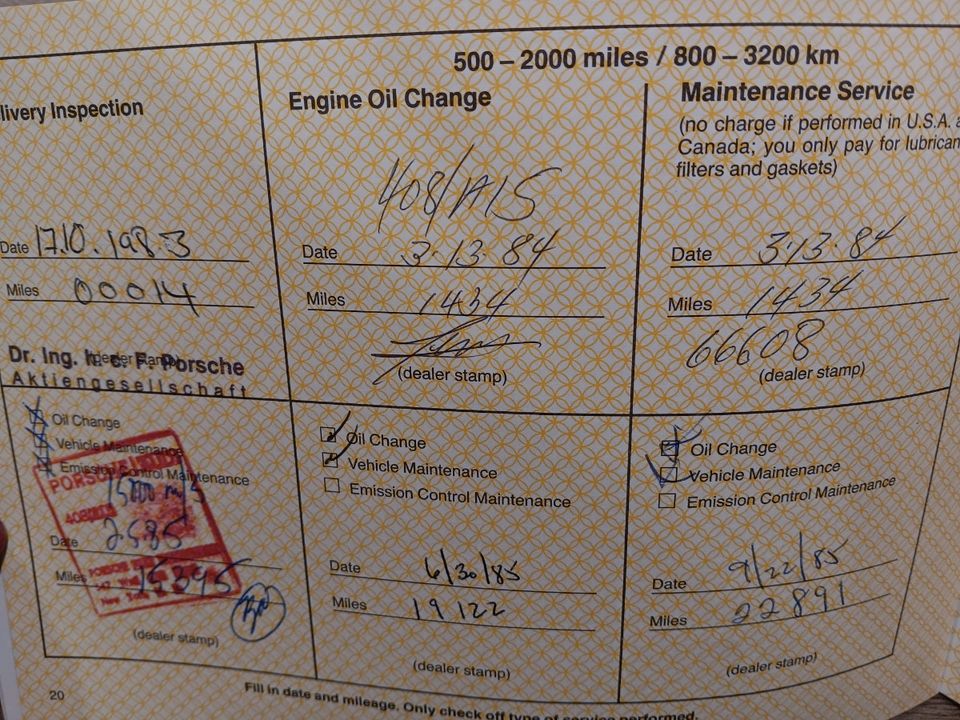 500 – 2000 miles / 800 – 3200 km
livery Inspection
Date 17.10.1983
Miles 00014
Dr. Ing. h. c. F. Porsche
Aktiengesellschaft
Engine Oil Change
408/A15
Date 3·13·84
Miles 1434
(dealer stamp)
Maintenance Service
(no charge if performed in U.S.A. a
Canada; you only pay for lubrican
filters and gaskets)
Date 3·13·84
Miles 1434
66608
(dealer stamp)
Oil Change
Vehicle Maintenance
Emission Control Maintenance
PORS
15000
Date 2585
Miles 15395
New
(dealer stamp)
Oil Change
Vehicle Maintenance
Emission Control Maintenance
Date 6/30/85
Miles 19122
(dealer stamp)
Oil Change
Vehicle Maintenance
Emission Control Maintenance
Date 9/22/85
Miles 22891
(dealer stamp)
20
Fill in date and mileage. Only check off type of service performed.